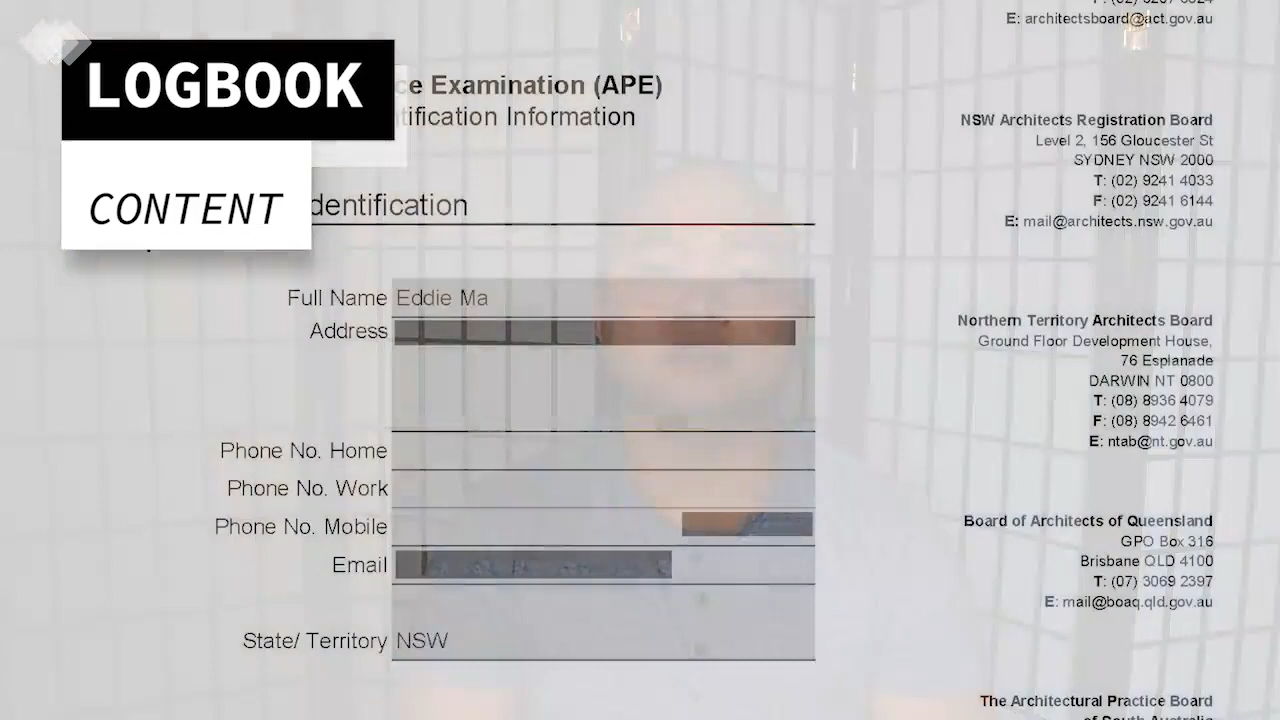 LOGBOOK
CONTENT
ce Examination (APE)
tification Information
dentification
Full Name Eddie Ma
Address
Phone No. Home
Phone No. Work
Phone No. Mobile
Email
State/ Territory NSW
E: architectsboard@act.gov.au
NSW Architects Registration Board
Level 2, 156 Gloucester St
SYDNEY NSW 2000
T: (02) 9241 4033
F: (02) 9241 6144
E: mail@architects.nsw.gov.au
Northern Territory Architects Board
Ground Floor Development House,
76 Esplanade
DARWIN NT 0800
T: (08) 8936 4079
F: (08) 8942 6461
E: ntab@nt.gov.au
Board of Architects of Queensland
GPO Box 316
Brisbane QLD 4100
T: (07) 3069 2397
E: mail@boaq.qld.gov.au
The Architectural Practice Board
of South Australia